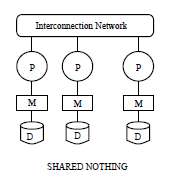 Interconnection Network
P P P
M M M
D D D
SHARED NOTHING